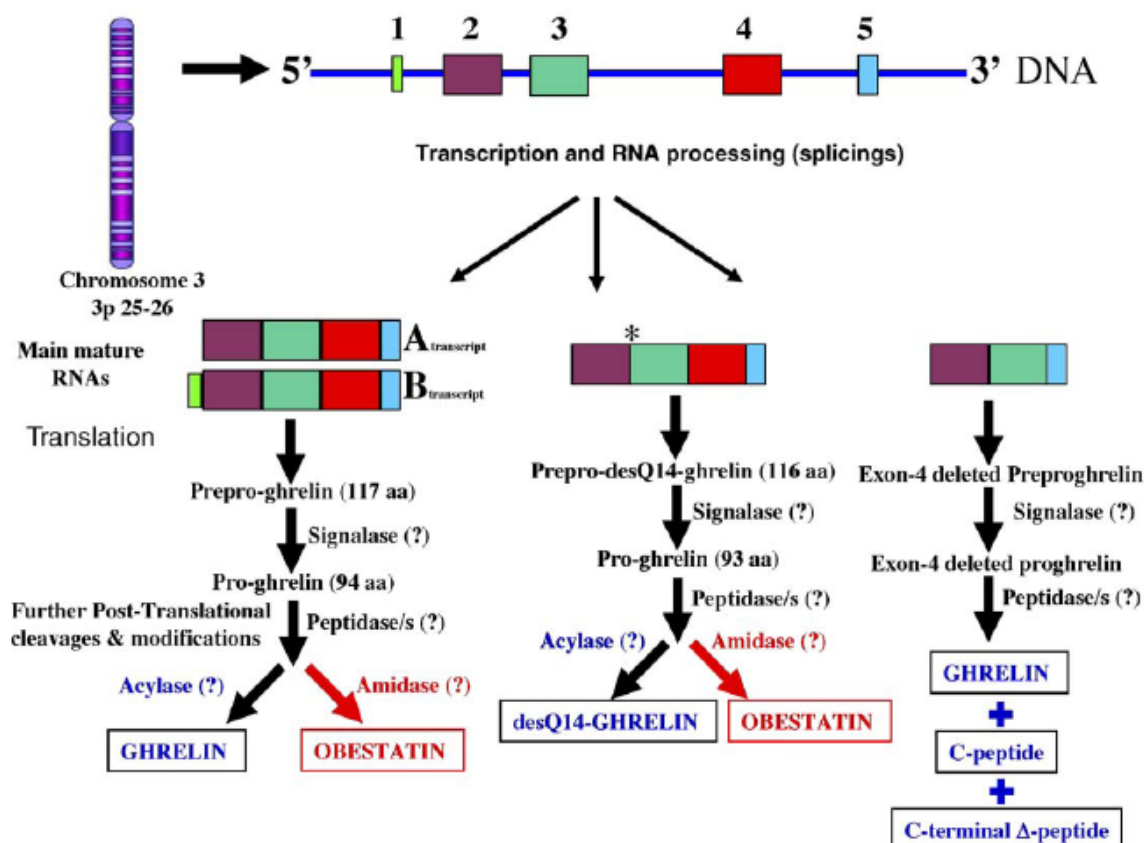 1 2 3 4 5
5’ 3’ DNA
Transcription and RNA processing (splicings)
Chromosome 3
3p 25-26
Main mature
RNAs
A transcript
B transcript
*
Translation
Prepro-ghrelin (117 aa)
Signalase (?)
Pro-ghrelin (94 aa)
Further Post-Translational
cleavages & modifications
Peptidase/s (?)
Acylase (?)
Amidase (?)
GHRELIN
OBESTATIN
Prepro-desQ14-ghrelin (116 aa)
Signalase (?)
Pro-ghrelin (93 aa)
Peptidase/s (?)
Acylase (?)
Amidase (?)
desQ14-GHRELIN
OBESTATIN
Exon-4 deleted Preproghrelin
Signalase (?)
Exon-4 deleted proghrelin
Peptidase/s (?)
GHRELIN
+
C-peptide
+
C-terminal Δ-peptide